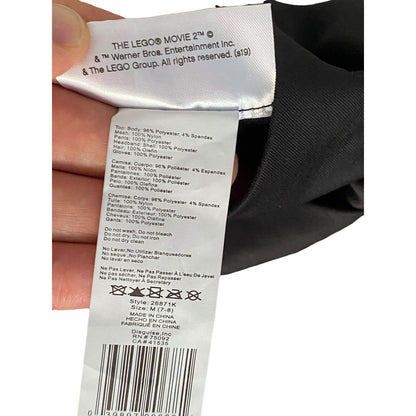 THE LEGO® MOVIE 2™ ©
& ™ Warner Bros. Entertainment Inc.
& The LEGO Group. All rights reserved. (s19)
Top: Body: 96% Polyester, 4% Spandex
Mesh: 100% Nylon
Pants: 100% Polyester
Headband: Shell: 100% Polyester
Hair: 100% Olefin
Gloves: 100% Polyester
Camisa: Cuerpo: 96% Poliéster, 4% Espandex
Malla: 100% Nilón
Pantalones: 100% Poliéster
Banda: Exterior: 100% Poliéster
Pelo: 100% Olefin
Guantes: 100% Poliéster
Chemise: Corps: 96% Polyester, 4% Spandex
Tulle: 100% Nylon
Pantalons: 100% Polyester
Bandeau: Extérieur: 100% Polyester
Cheveux: 100% Olefin
Gants: 100% Polyester
Do not wash, Do not bleach
Do not dry, Do not iron
Do not dry clean
No Lavar, No Utilizar Blanqueadores
No seque, No Planchar
No lavar en seco
Ne Pas Laver, Ne Pas Passer À L'Eau De Javel
Ne pas sécher, Ne Pas Repasser
Pas Nettoyer À Secretary
Style: 26871K
Size: M (7-8)
MADE IN CHINA
HECHO EN CHINA
FABRIQUÉ EN CHINE
Disguise, Inc.
RN # 75092
CA # 41535